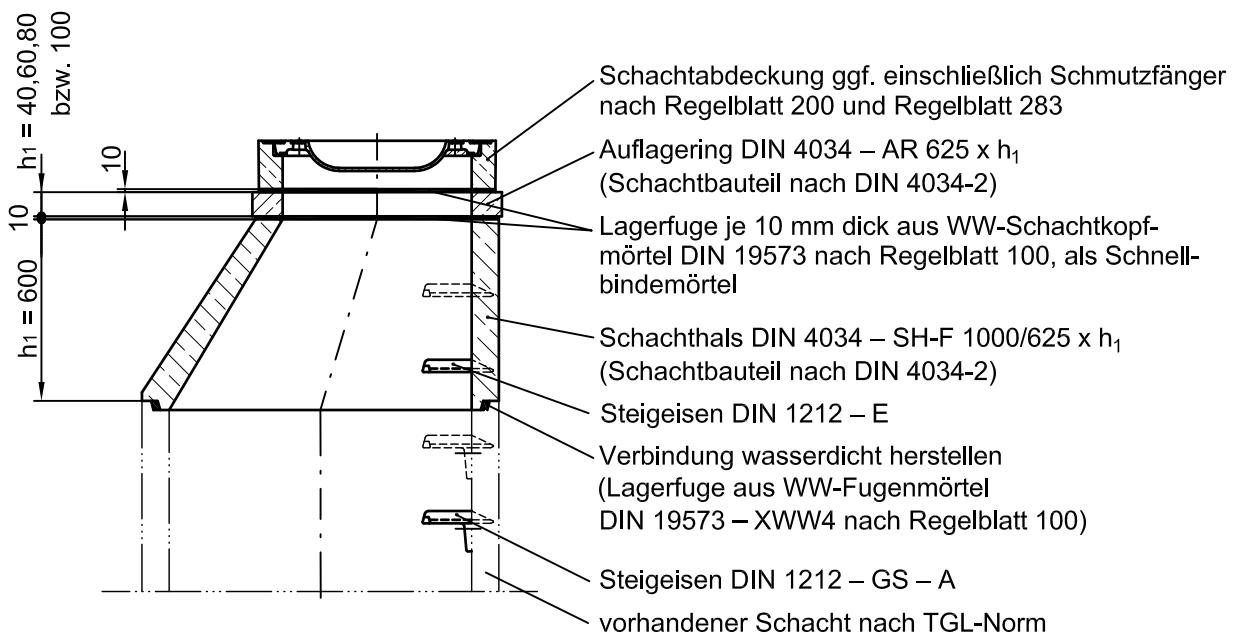 h₁ = 40,60,80
bzw. 100
10
10
h₁ = 600
Schachtabdeckung ggf. einschließlich Schmutzfänger
nach Regelblatt 200 und Regelblatt 283
Auflagering DIN 4034 – AR 625 x h₁
(Schachtbauteil nach DIN 4034-2)
Lagerfuge je 10 mm dick aus WW-Schachtkopf-
mörtel DIN 19573 nach Regelblatt 100, als Schnell-
bindemörtel
Schachthals DIN 4034 – SH-F 1000/625 x h₁
(Schachtbauteil nach DIN 4034-2)
Steigeisen DIN 1212 – E
Verbindung wasserdicht herstellen
(Lagerfuge aus WW-Fugenmörtel
DIN 19573 – XWW4 nach Regelblatt 100)
Steigeisen DIN 1212 – GS – A
vorhandener Schacht nach TGL-Norm